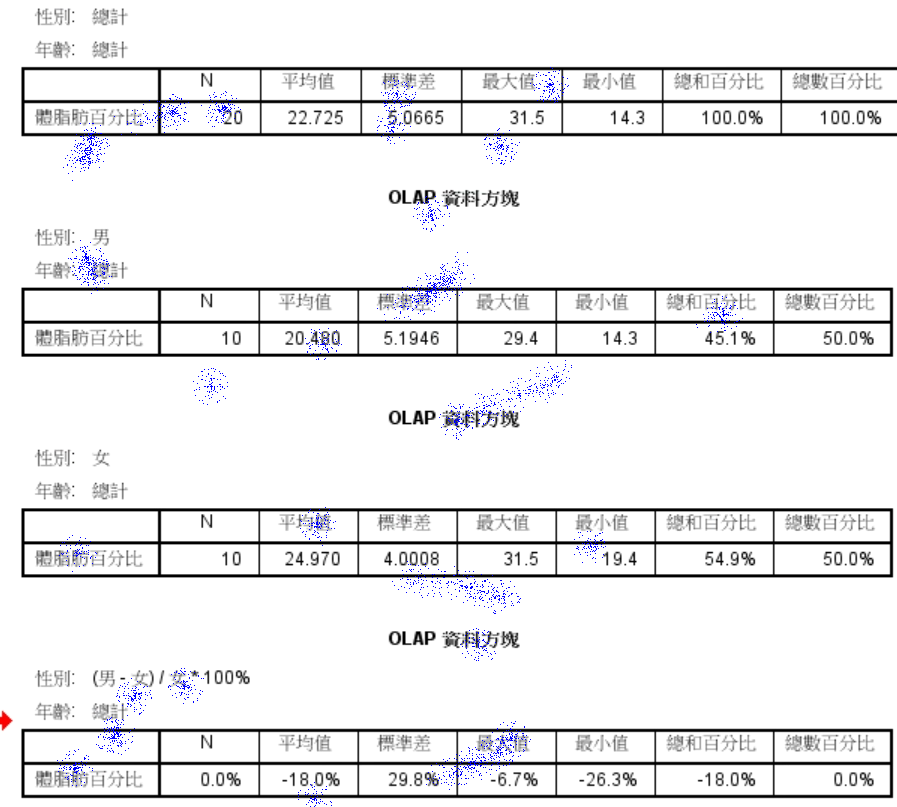 性別: 總計
年齡: 總計
N 平均值 標準差 最大值 最小值 總和百分比 總數百分比
體脂肪百分比 20 22.725 5.0665 31.5 14.3 100.0% 100.0%
OLAP 資料方塊
性別: 男
年齡: 總計
N 平均值 標準差 最大值 最小值 總和百分比 總數百分比
體脂肪百分比 10 20.480 5.1946 29.4 14.3 45.1% 50.0%
OLAP 資料方塊
性別: 女
年齡: 總計
N 平均值 標準差 最大值 最小值 總和百分比 總數百分比
體脂肪百分比 10 24.970 4.0008 31.5 19.4 54.9% 50.0%
OLAP 資料方塊
性別: (男 - 女) / 女 * 100%
年齡: 總計
N 平均值 標準差 最大值 最小值 總和百分比 總數百分比
體脂肪百分比 0.0% -18.0% 29.8% -6.7% -26.3% -18.0% 0.0%